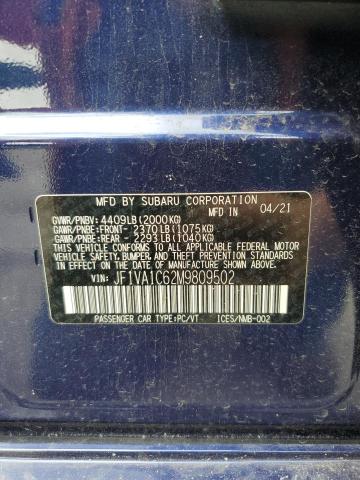 MFD BY SUBARU CORPORATION
MFD IN 04/21
GVWR/PNBV: 4409LB(2000KG)
GAWR/PNBE:FRONT- 2370LB(1075KG)
GAWR/PNBE:REAR - 2293LB(1040KG)
THIS VEHICLE CONFORMS TO ALL APPLICABLE FEDERAL MOTOR
VEHICLE SAFETY, BUMPER, AND THEFT PREVENTION STANDARDS
IN EFFECT ON THE DATE OF MANUFACTURE SHOWN ABOVE.
VIN: JF1VA1C62M9809502
PASSENGER CAR TYPE:PC/VT ICES/NMB-002